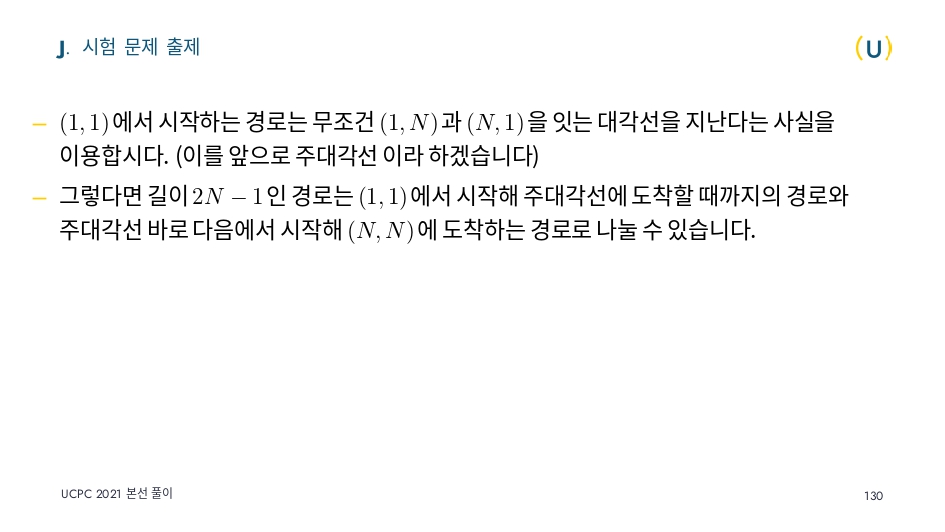 J. 시험 문제 출제
(U)
– (1, 1)에서 시작하는 경로는 무조건 (1, N)과 (N, 1)을 잇는 대각선을 지난다는 사실을
이용합시다. (이를 앞으로 주대각선 이라 하겠습니다)
– 그렇다면 길이 2N − 1인 경로는 (1, 1)에서 시작해 주대각선에 도착할 때까지의 경로와
주대각선 바로 다음에서 시작해 (N, N)에 도착하는 경로로 나눌 수 있습니다.
UCPC 2021 본선 풀이
130